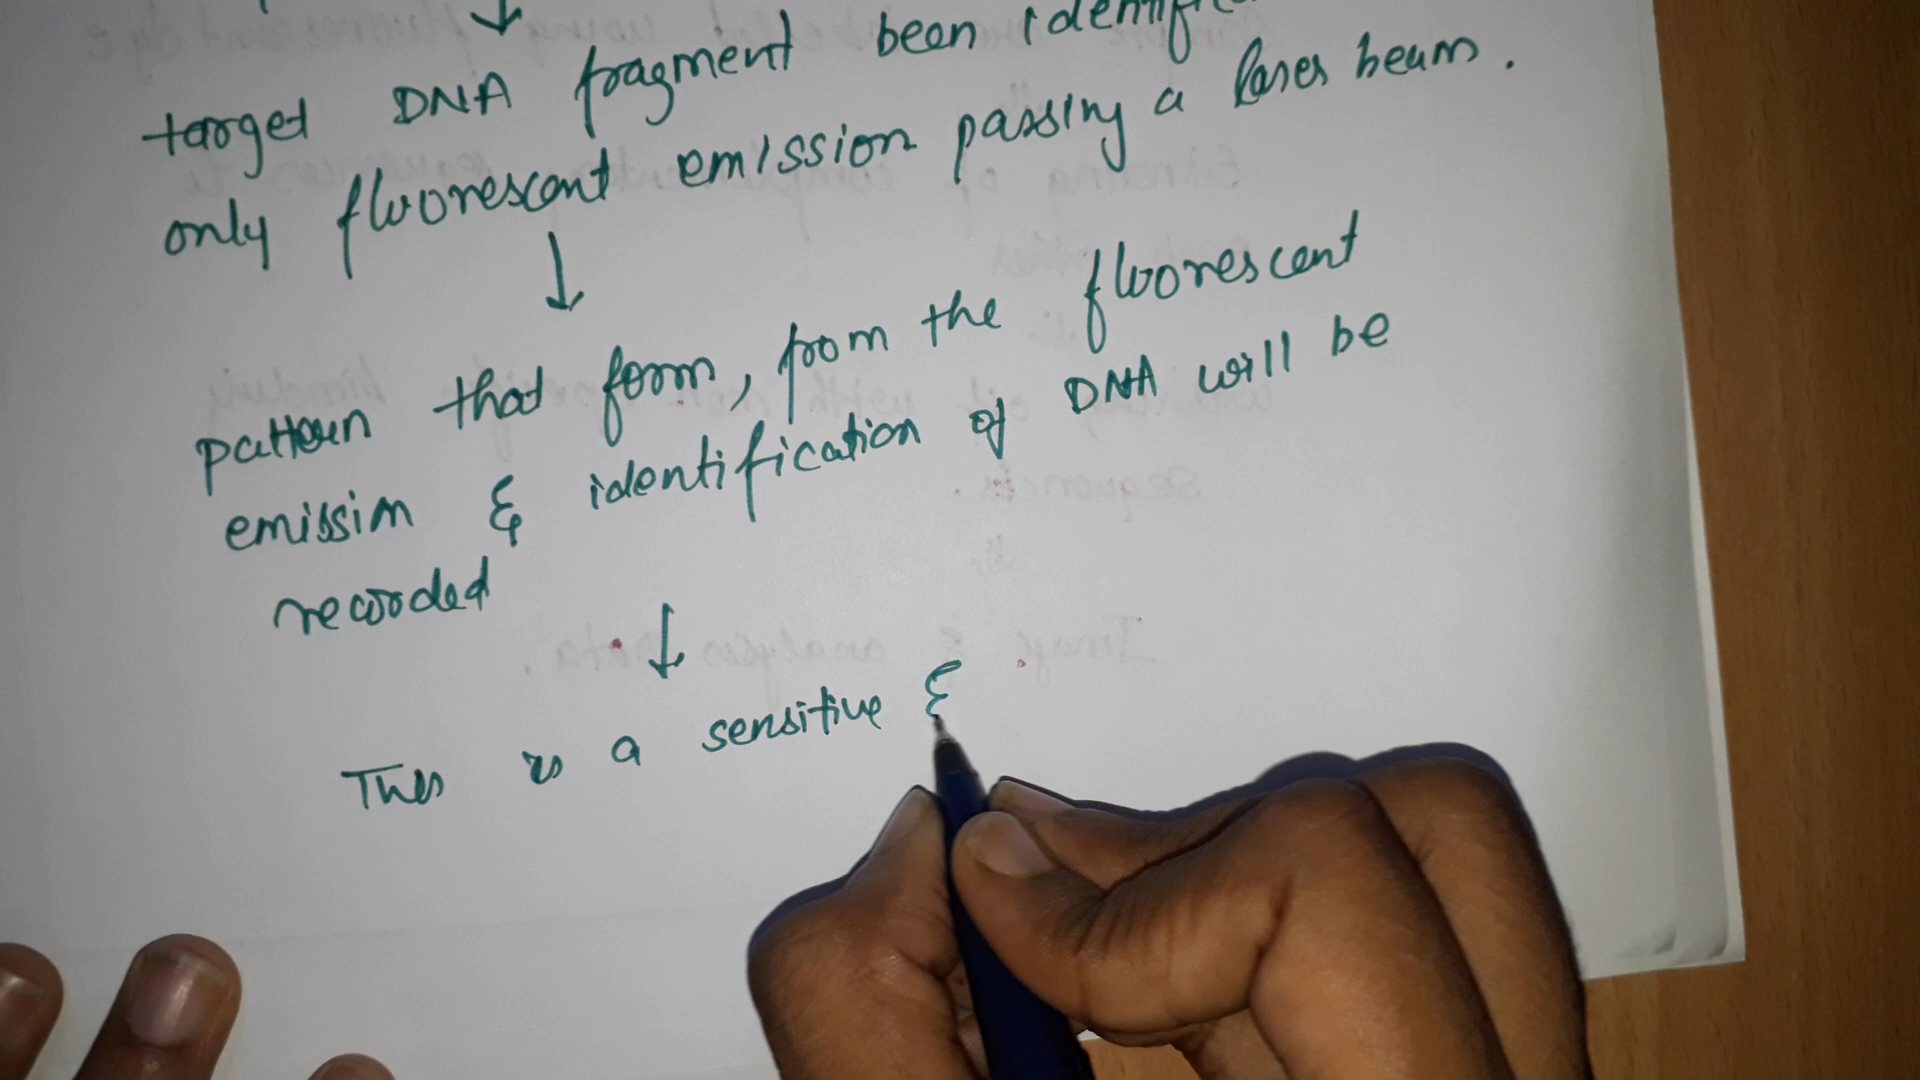 target DNA fragment been identif
only fluorescent emission passing a laser beam.
↓
pattern that form, from the fluorescent
emission & identification of DNA will be
recorded
↓
This is a sensitive &